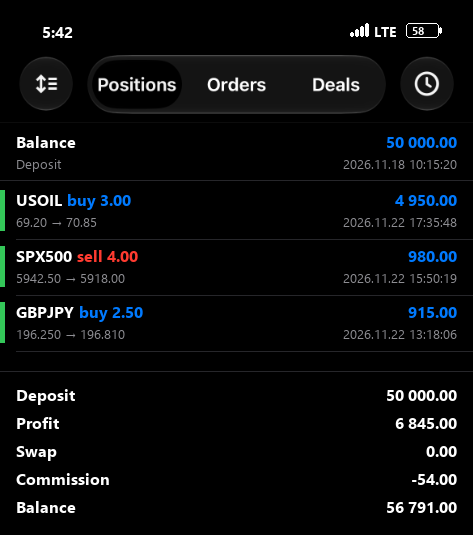 5:42 LTE 58
Positions Orders Deals
Balance 50 000.00
Deposit 2026.11.18 10:15:20
USOIL buy 3.00 4 950.00
69.20 → 70.85 2026.11.22 17:35:48
SPX500 sell 4.00 980.00
5942.50 → 5918.00 2026.11.22 15:50:19
GBPJPY buy 2.50 915.00
196.250 → 196.810 2026.11.22 13:18:06
Deposit 50 000.00
Profit 6 845.00
Swap 0.00
Commission -54.00
Balance 56 791.00